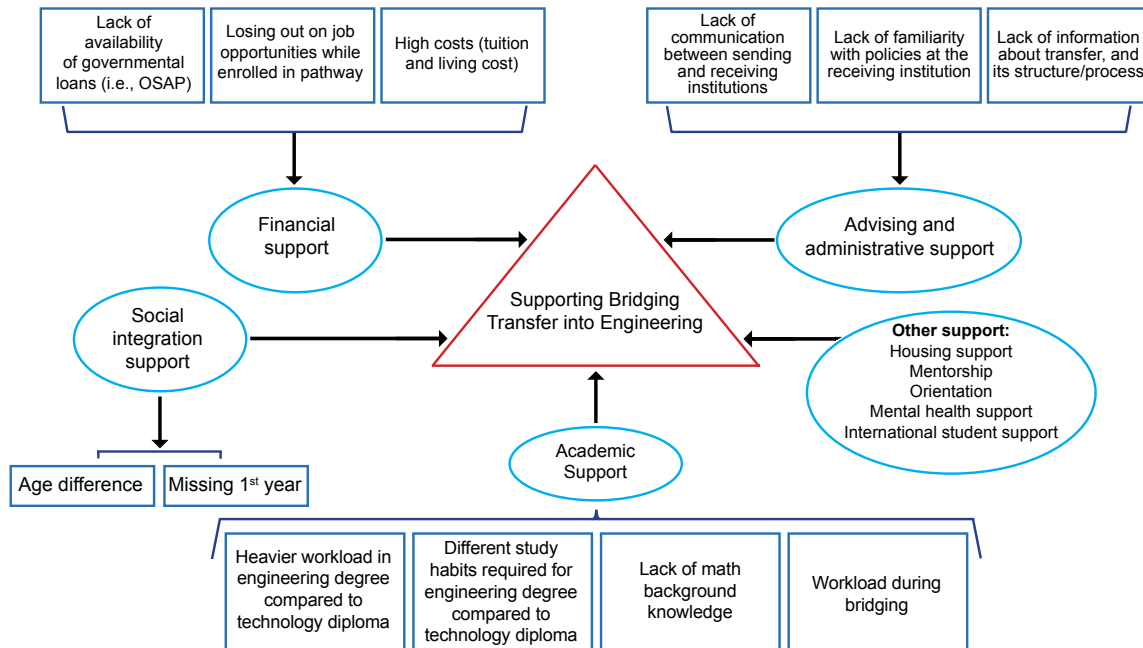 Lack of
availability
of governmental
loans (i.e., OSAP)
Losing out on job
opportunities while
enrolled in pathway
High costs (tuition
and living cost)
Lack of
communication
between sending
and receiving
institutions
Lack of familiarity
with policies at the
receiving institution
Lack of information
about transfer, and
its structure/process
Financial
support
Advising and
administrative support
Supporting Bridging
Transfer into Engineering
Social
integration
support
Other support:
Housing support
Mentorship
Orientation
Mental health support
International student support
Academic
Support
Age difference
Missing 1st year
Heavier workload in
engineering degree
compared to
technology diploma
Different study
habits required for
engineering degree
compared to
technology diploma
Lack of math
background
knowledge
Workload during
bridging